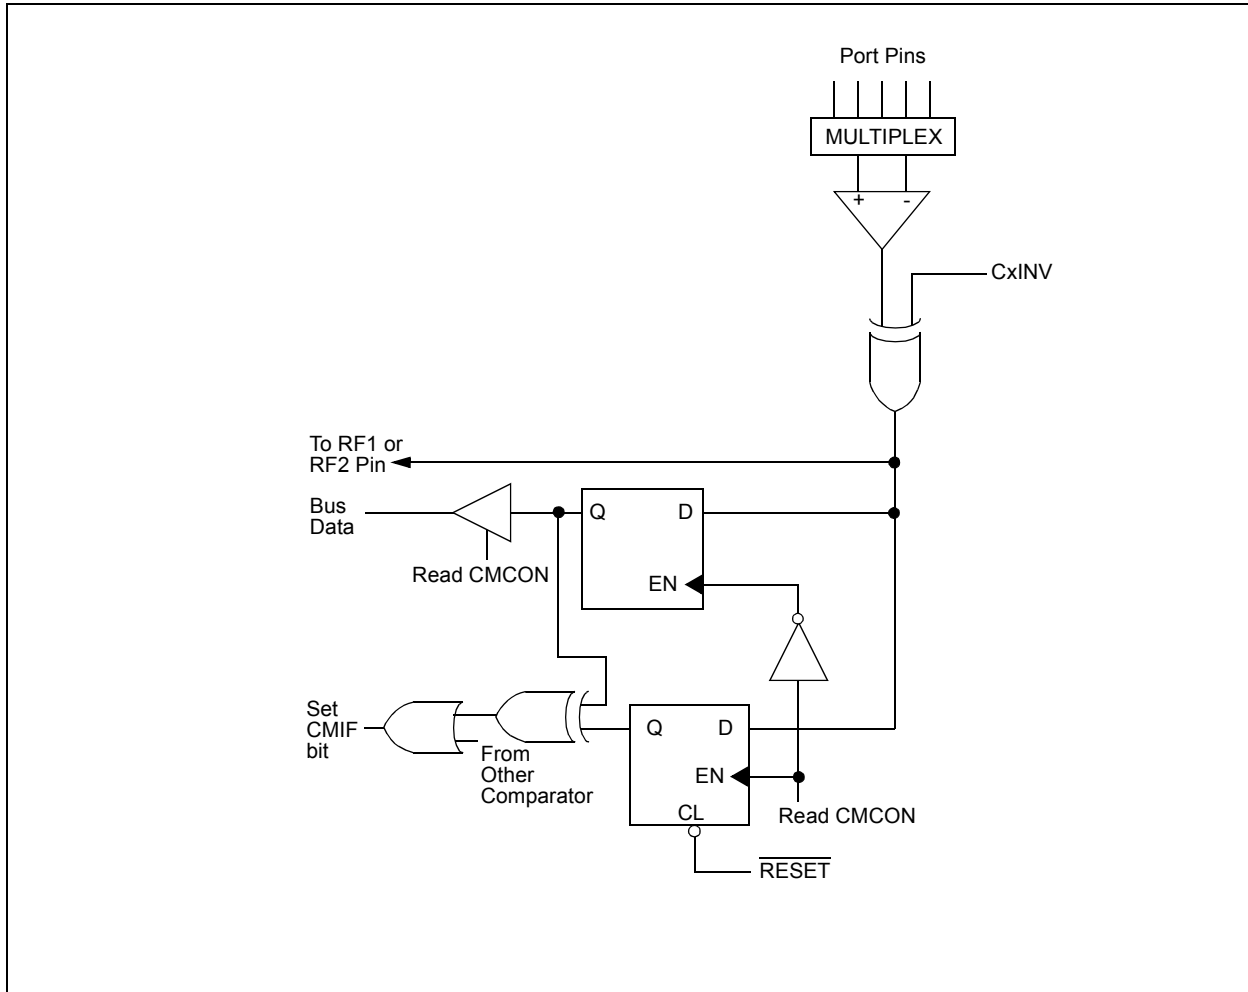 Port Pins
MULTIPLEX
+ -
CxINV
To RF1 or
RF2 Pin
Bus
Data
Q D
Read CMCON
EN
Set
CMIF
bit
Q D
From
Other
Comparator
EN
CL
Read CMCON
RESET